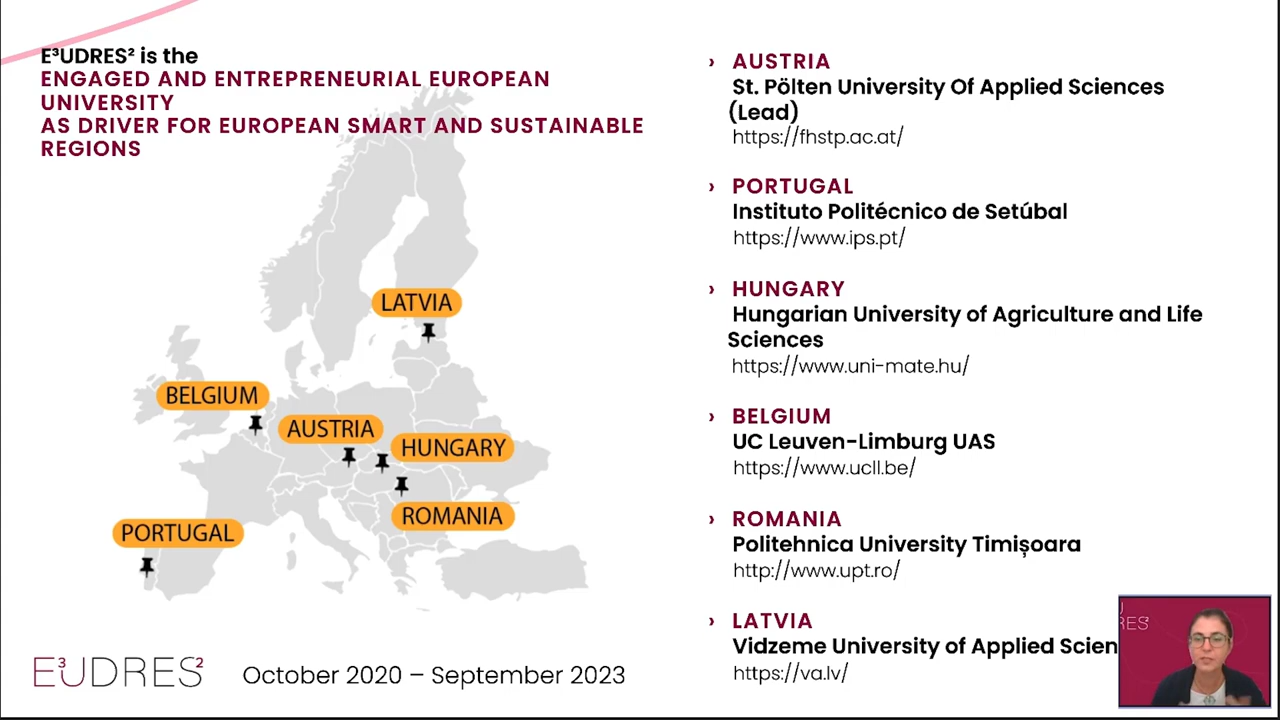 E³UDRES² is the
ENGAGED AND ENTREPRENEURIAL EUROPEAN
UNIVERSITY
AS DRIVER FOR EUROPEAN SMART AND SUSTAINABLE
REGIONS
LATVIA
BELGIUM
AUSTRIA
HUNGARY
ROMANIA
PORTUGAL
E³UDRES²
October 2020 – September 2023
› AUSTRIA
St. Pölten University Of Applied Sciences
(Lead)
https://fhstp.ac.at/
› PORTUGAL
Instituto Politécnico de Setúbal
https://www.ips.pt/
› HUNGARY
Hungarian University of Agriculture and Life
Sciences
https://www.uni-mate.hu/
› BELGIUM
UC Leuven-Limburg UAS
https://www.ucll.be/
› ROMANIA
Politehnica University Timișoara
http://www.upt.ro/
› LATVIA
Vidzeme University of Applied Scien
https://va.lv/
U
RES²